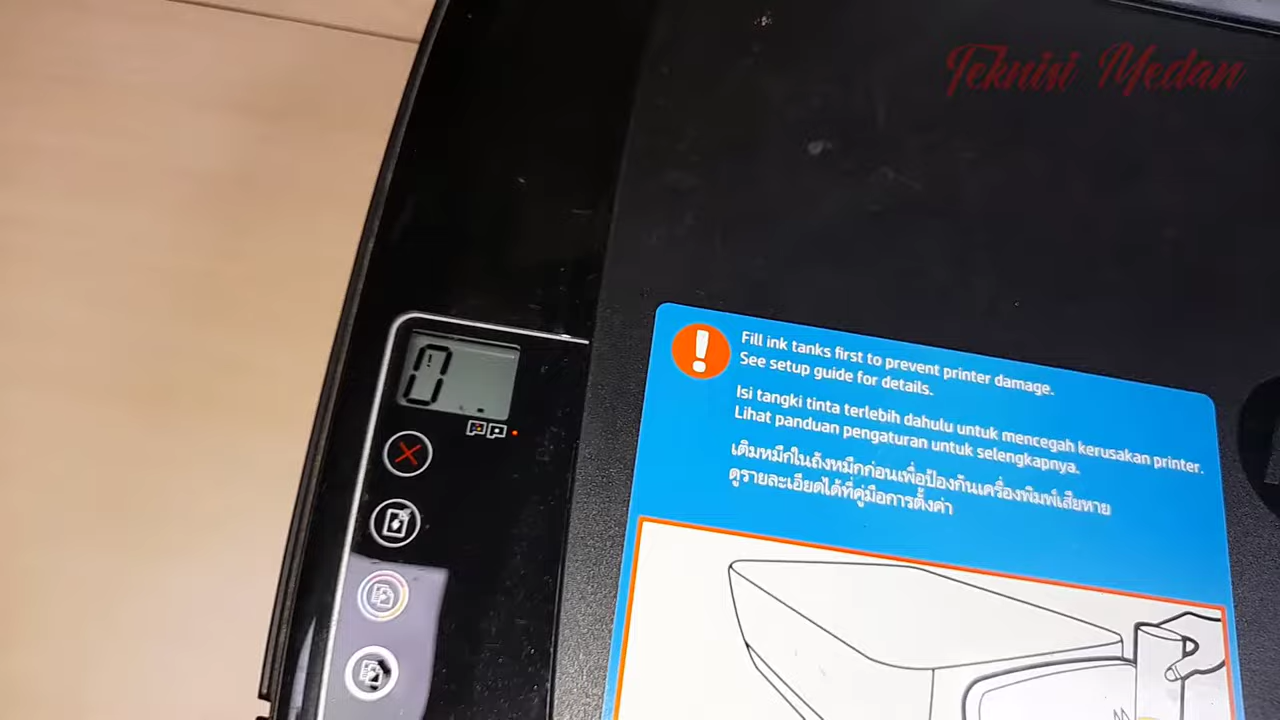 Teknisi Medan
0
Fill ink tanks first to prevent printer damage.
See setup guide for details.
Isi tangki tinta terlebih dahulu untuk mencegah kerusakan printer.
Lihat panduan pengaturan untuk selengkapnya.
เติมหมึกในถังหมึกก่อนเพื่อป้องกันเครื่องพิมพ์เสียหาย
ดูรายละเอียดได้ที่คู่มือการตั้งค่า